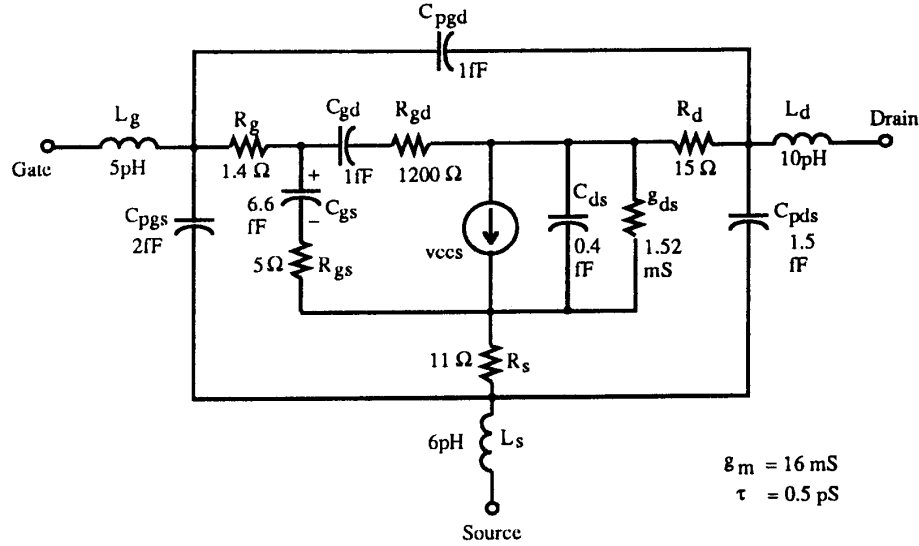 Cpgd
1fF
Lg
5pH
Gate
Rg
1.4 Ω
Cgd
1fF
Rgd
1200 Ω
Rd
15 Ω
Ld
10pH
Drain
Cpgs
2fF
+
6.6
fF
Cgs
−
5 Ω
Rgs
vccs
Cds
0.4
fF
gds
1.52
mS
Cpds
1.5
fF
11 Ω
Rs
6pH
Ls
Source
gm = 16 mS
τ = 0.5 pS